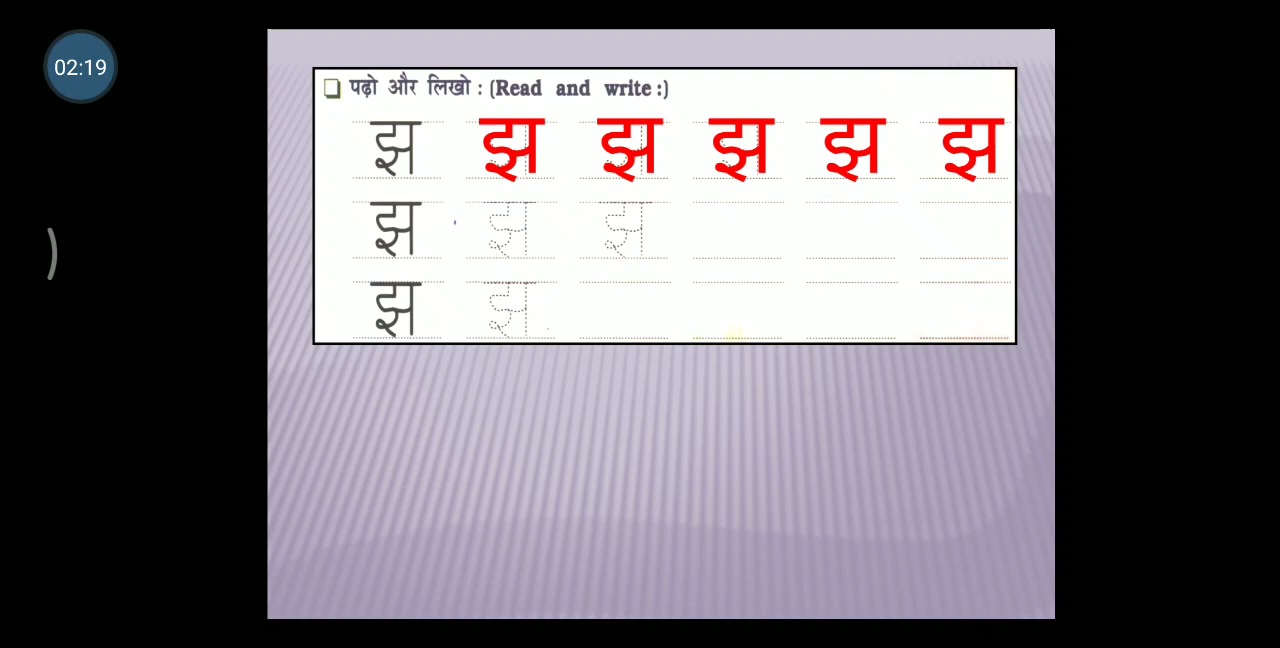 02:19
❑ पढ़ो और लिखो : (Read and write :)
झ झ झ झ झ झ
झ झ झ
झ झ